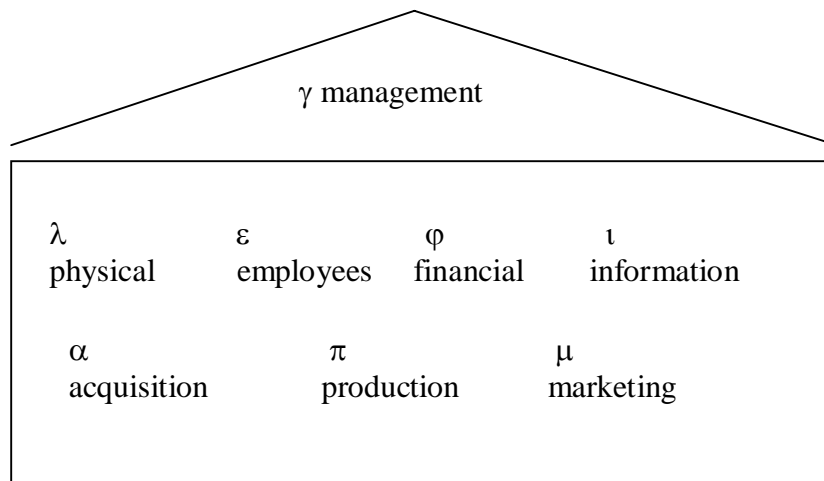 γ management
λ ε φ ι
physical employees financial information
α π μ
acquisition production marketing